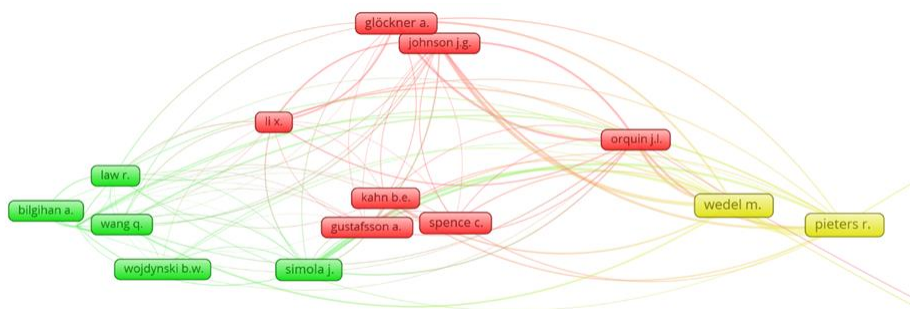 glöckner a.
johnson j.g.
li x.
orquin j.l.
law r.
kahn b.e.
wedel m.
bilgihan a.
wang q.
gustafsson a.
spence c.
pieters r.
wojdynski b.w.
simola j.